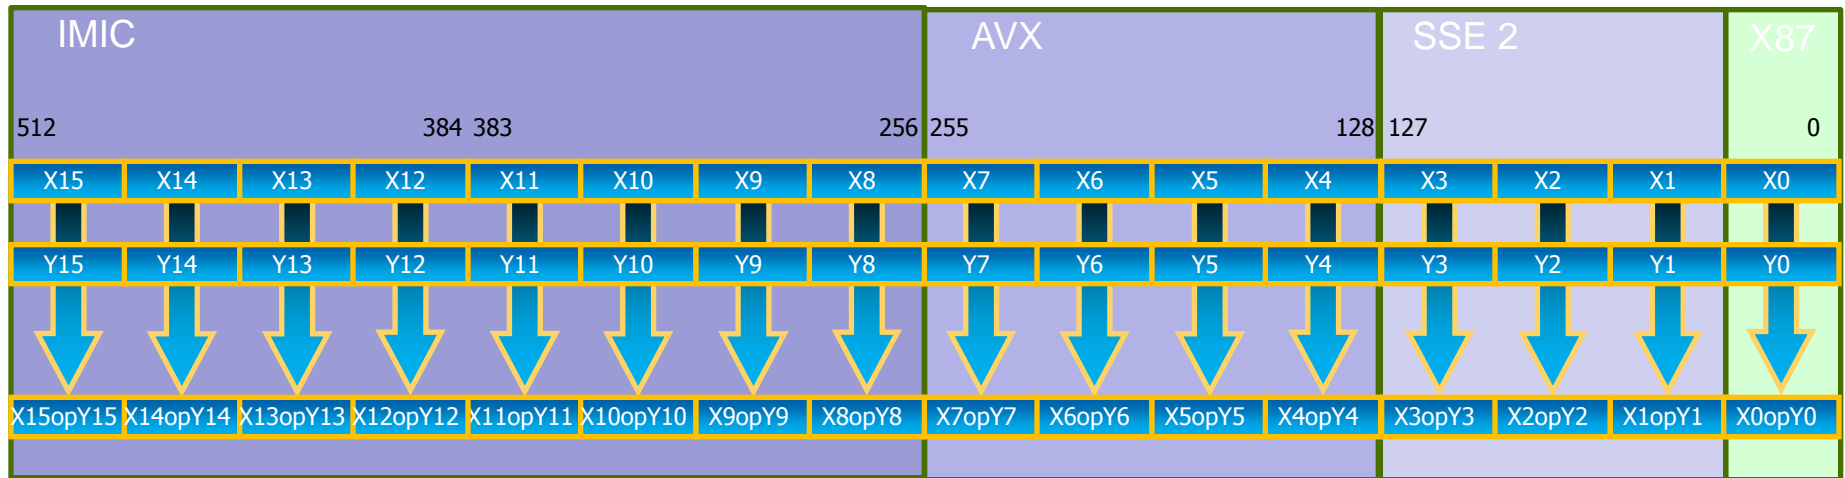 IMIC AVX SSE 2 X87
512 384 383 256 255 128 127 0
X15 X14 X13 X12 X11 X10 X9 X8 X7 X6 X5 X4 X3 X2 X1 X0
Y15 Y14 Y13 Y12 Y11 Y10 Y9 Y8 Y7 Y6 Y5 Y4 Y3 Y2 Y1 Y0
X15opY15 X14opY14 X13opY13 X12opY12 X11opY11 X10opY10 X9opY9 X8opY8 X7opY7 X6opY6 X5opY5 X4opY4 X3opY3 X2opY2 X1opY1 X0opY0